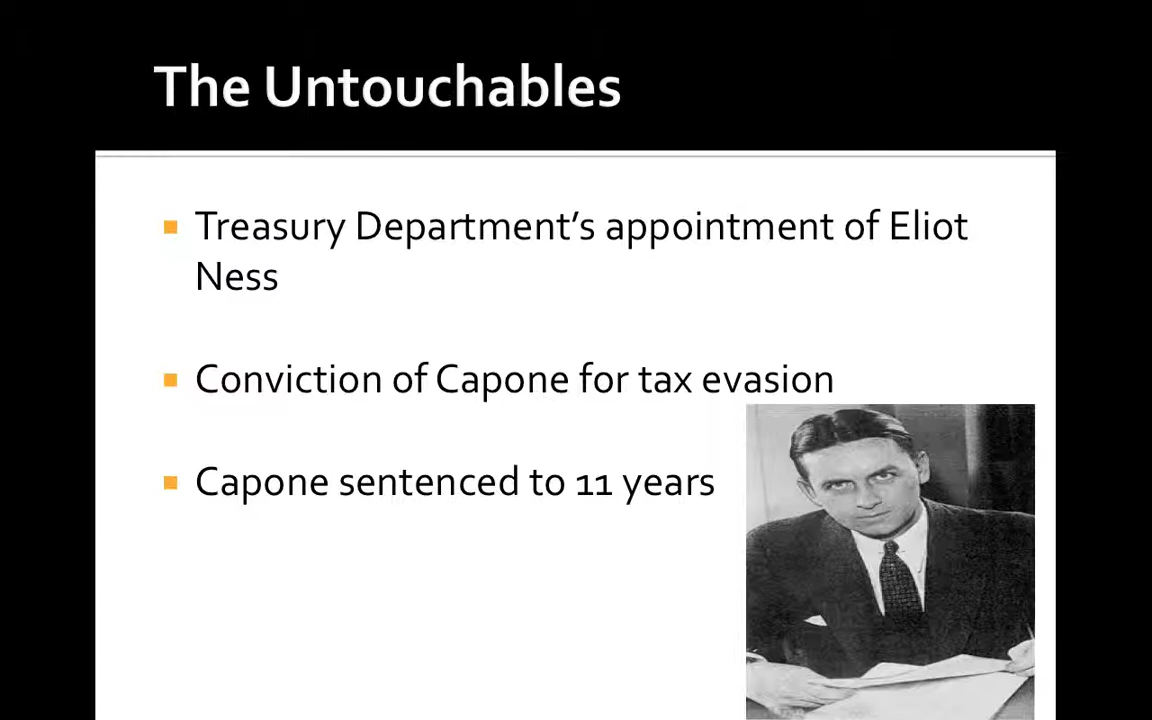 The Untouchables
Treasury Department’s appointment of Eliot
Ness
Conviction of Capone for tax evasion
Capone sentenced to 11 years